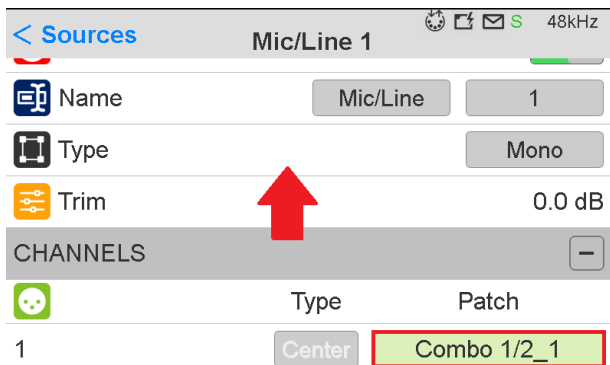 < Sources
Mic/Line 1
S 48kHz
Name Mic/Line 1
Type Mono
Trim 0.0 dB
CHANNELS −
Type Patch
1 Center Combo 1/2_1